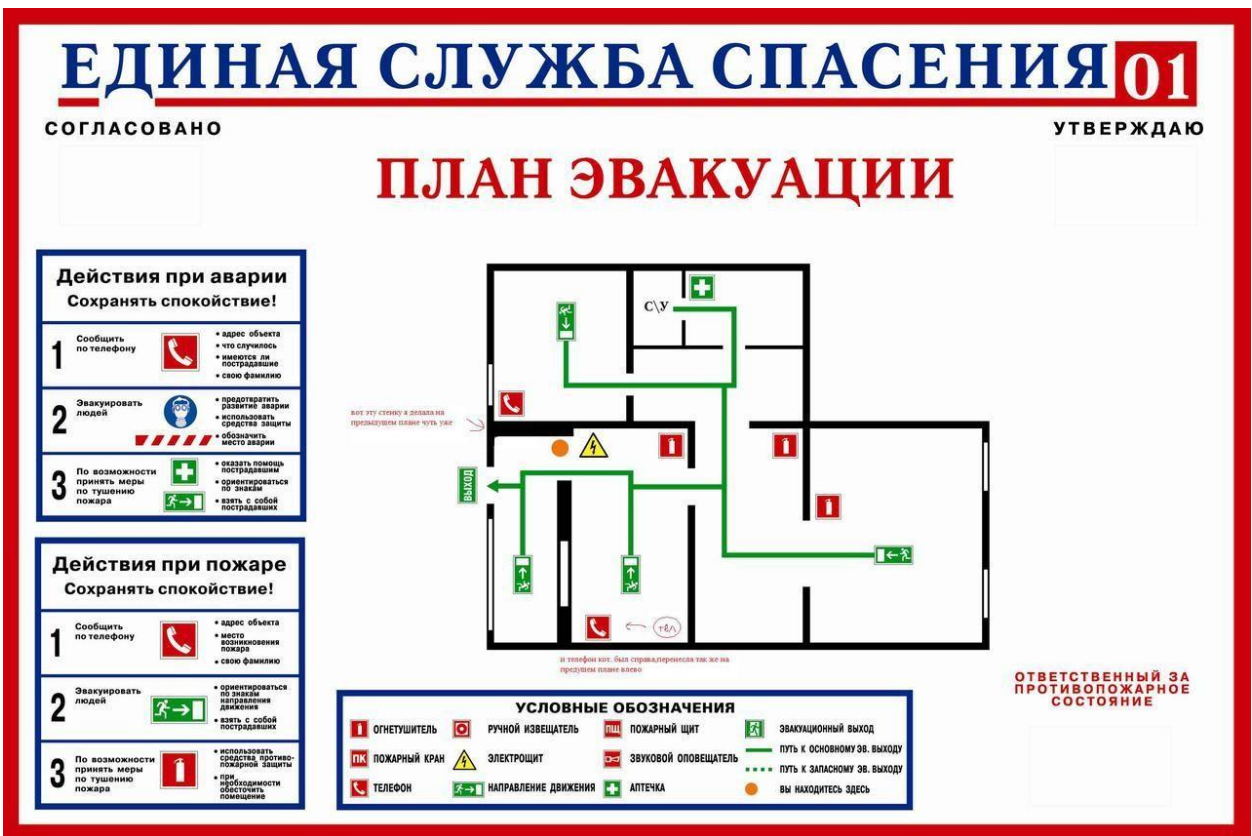 ЕДИНАЯ СЛУЖБА СПАСЕНИЯ 01
СОГЛАСОВАНО
УТВЕРЖДАЮ
ПЛАН ЭВАКУАЦИИ
Действия при аварии
Сохранять спокойствие!
1
Сообщить
по телефону
• адрес объекта
• что случилось
• имеются ли
пострадавшие
• свою фамилию
2
Эвакуировать
людей
• предотвратить
развитие аварии
• использовать
средства защиты
• обозначить
место аварии
3
По возможности
принять меры
по тушению
пожара
• оказать помощь
пострадавшим
• ориентироваться
по знакам
• взять с собой
пострадавших
Действия при пожаре
Сохранять спокойствие!
1
Сообщить
по телефону
• адрес объекта
• место
возникновения
пожара
• свою фамилию
2
Эвакуировать
людей
• ориентироваться
по знакам
направления
движения
• взять с собой
пострадавших
3
По возможности
принять меры
по тушению
пожара
• использовать
средства противо-
пожарной защиты
• при
необходимости
обесточить
помещение
С\У
вот эту стенку я делала на
предыдущем плане чуть уже
ВЫХОД
тел
и телефон кот. был справа,перенесла так же на
предущем плане влево
УСЛОВНЫЕ ОБОЗНАЧЕНИЯ
ОГНЕТУШИТЕЛЬ
РУЧНОЙ ИЗВЕЩАТЕЛЬ
ПЩ ПОЖАРНЫЙ ЩИТ
ЭВАКУАЦИОННЫЙ ВЫХОД
ПУТЬ К ОСНОВНОМУ ЭВ. ВЫХОДУ
ПК ПОЖАРНЫЙ КРАН
ЭЛЕКТРОЩИТ
ЗВУКОВОЙ ОПОВЕЩАТЕЛЬ
ПУТЬ К ЗАПАСНОМУ ЭВ. ВЫХОДУ
ТЕЛЕФОН
НАПРАВЛЕНИЕ ДВИЖЕНИЯ
АПТЕЧКА
ВЫ НАХОДИТЕСЬ ЗДЕСЬ
ОТВЕТСТВЕННЫЙ ЗА
ПРОТИВОПОЖАРНОЕ
СОСТОЯНИЕ